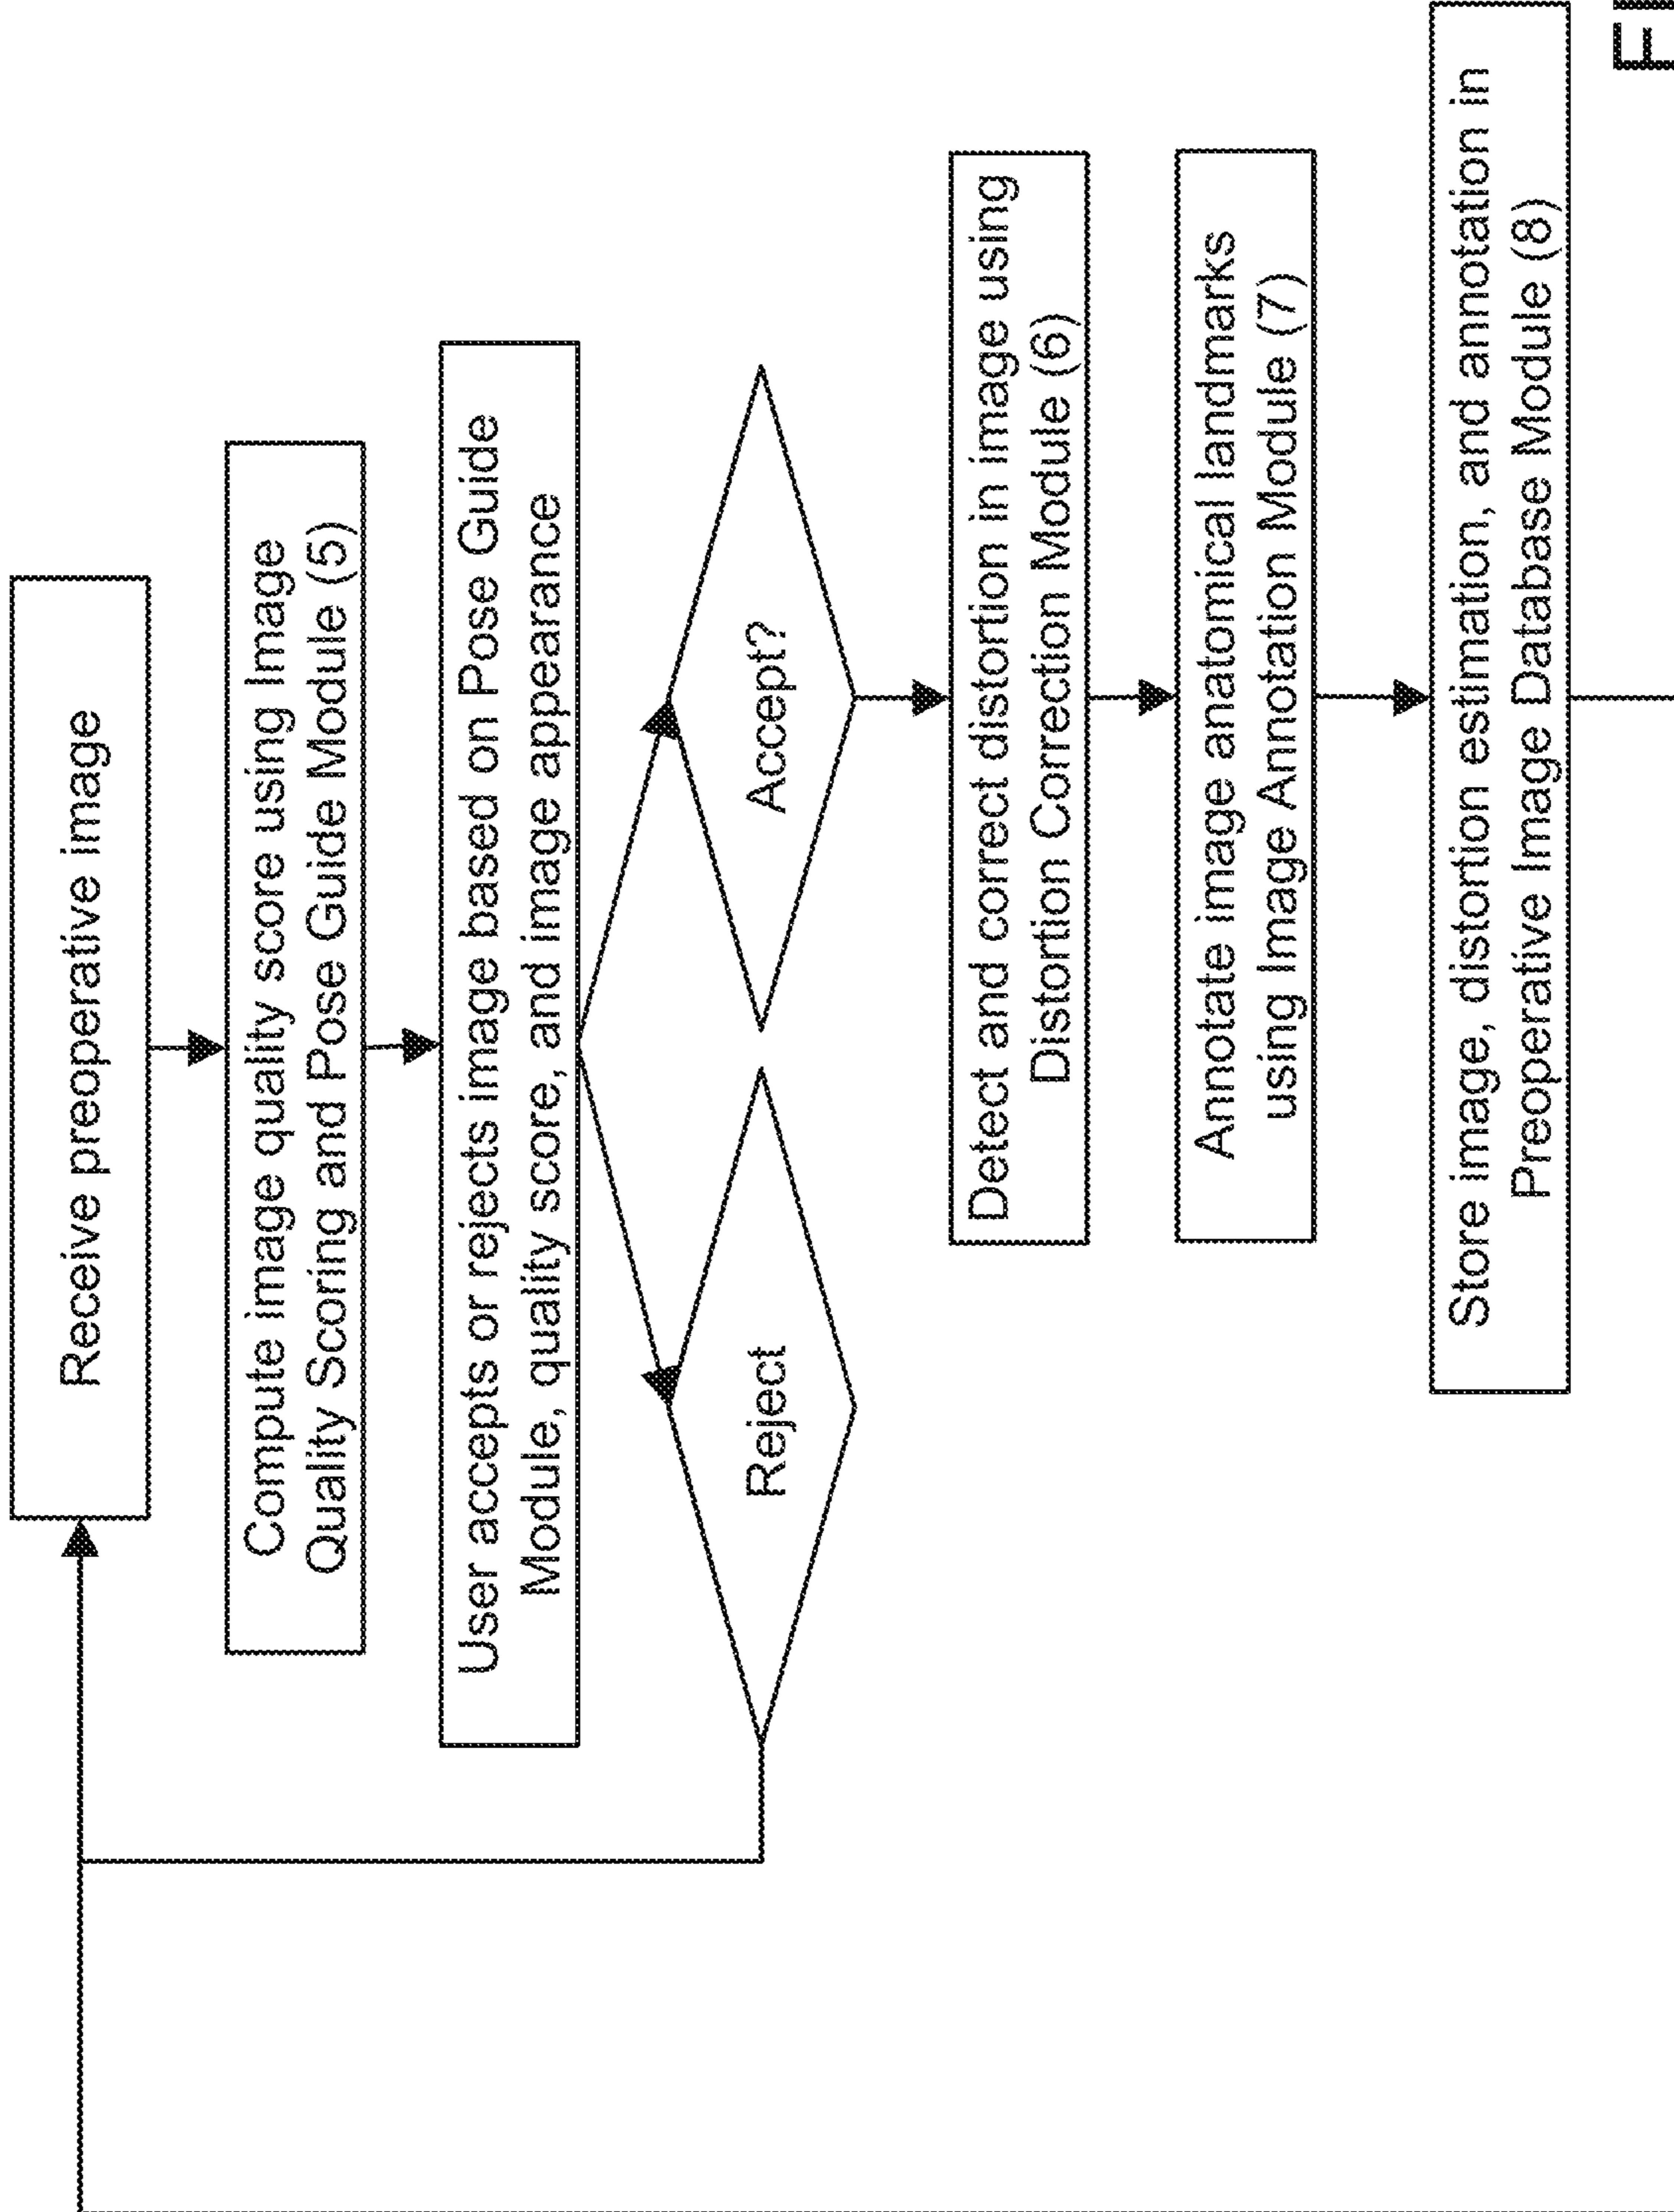 Receive preoperative image
Compute image quality score using Image
Quality Scoring and Pose Guide Module (5)
User accepts or rejects image based on Pose Guide
Module, quality score, and image appearance
Reject
Accept?
Detect and correct distortion in image using
Distortion Correction Module (6)
Annotate image anatomical landmarks
using Image Annotation Module (7)
Store image, distortion estimation, and annotation in
Preoperative Image Database Module (8)